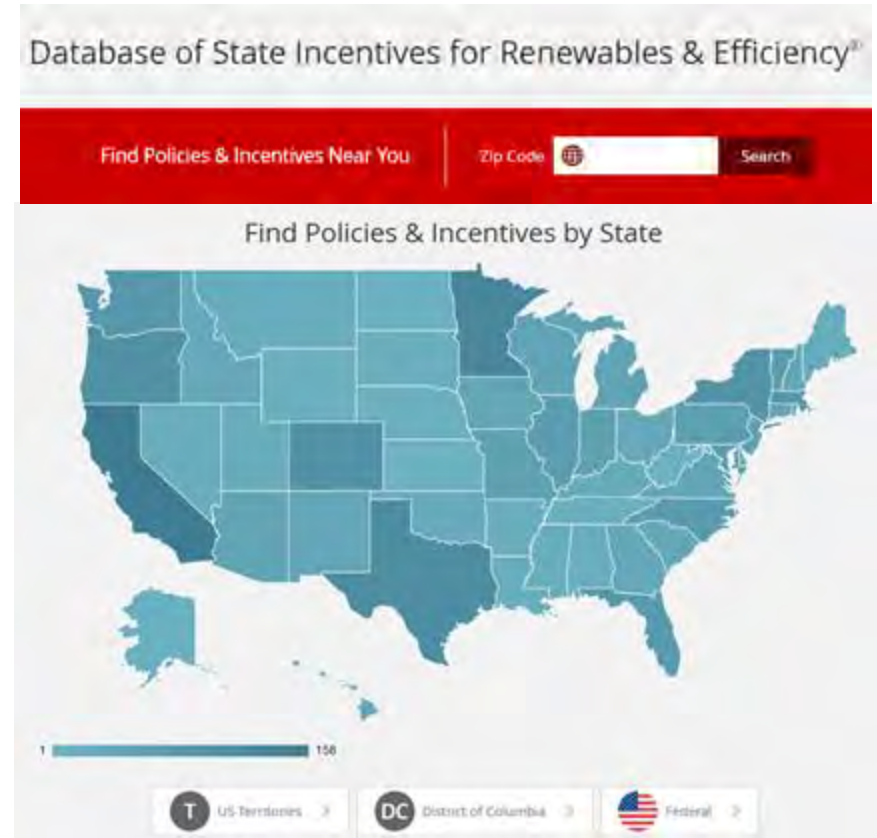 Database of State Incentives for Renewables & Efficiency®
Find Policies & Incentives Near You
Zip Code
Search
Find Policies & Incentives by State
1
156
T US Territories
DC District of Columbia
Federal